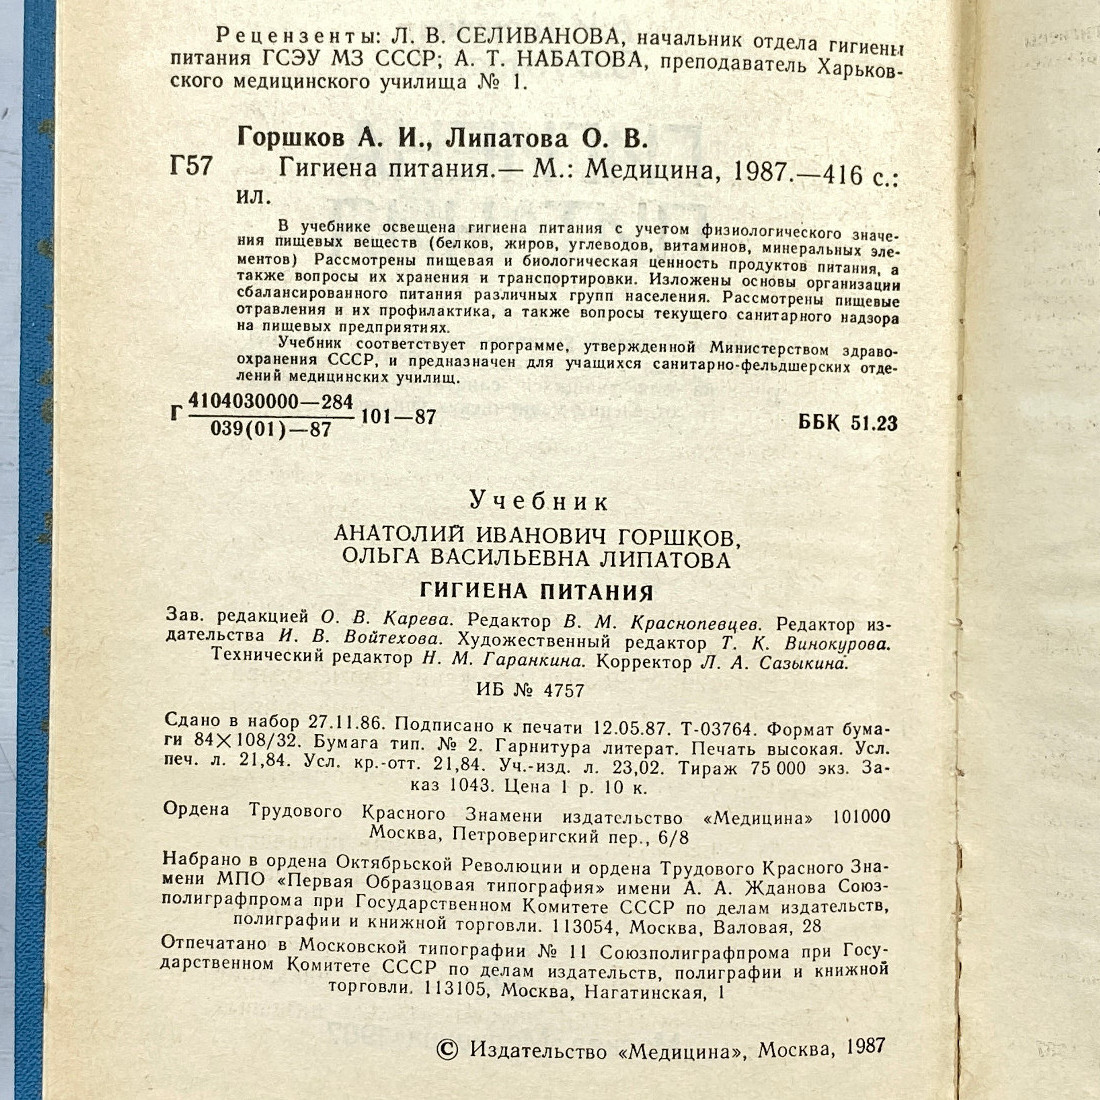 Рецензенты: Л. В. СЕЛИВАНОВА, начальник отдела гигиены
питания ГСЭУ МЗ СССР; А. Т. НАБАТОВА, преподаватель Харьков-
ского медицинского училища № 1.
Горшков А. И., Липатова О. В.
Г57 Гигиена питания.— М.: Медицина, 1987.—416 с.:
ил.
В учебнике освещена гигиена питания с учетом физиологического значе-
ния пищевых веществ (белков, жиров, углеводов, витаминов, минеральных эле-
ментов) Рассмотрены пищевая и биологическая ценность продуктов питания, а
также вопросы их хранения и транспортировки. Изложены основы организации
сбалансированного питания различных групп населения. Рассмотрены пищевые
отравления и их профилактика, а также вопросы текущего санитарного надзора
на пищевых предприятиях.
Учебник соответствует программе, утвержденной Министерством здраво-
охранения СССР, и предназначен для учащихся санитарно-фельдшерских отде-
лений медицинских училищ.
4104030000—284
Г 101—87
039(01)—87
ББК 51.23
Учебник
АНАТОЛИЙ ИВАНОВИЧ ГОРШКОВ,
ОЛЬГА ВАСИЛЬЕВНА ЛИПАТОВА
ГИГИЕНА ПИТАНИЯ
Зав. редакцией О. В. Карева. Редактор В. М. Краснопевцев. Редактор из-
дательства И. В. Войтехова. Художественный редактор Т. К. Винокурова.
Технический редактор Н. М. Гаранкина. Корректор Л. А. Сазыкина.
ИБ № 4757
Сдано в набор 27.11.86. Подписано к печати 12.05.87. Т-03764. Формат бума-
ги 84×108/32. Бумага тип. № 2. Гарнитура литерат. Печать высокая. Усл.
печ. л. 21,84. Усл. кр.-отт. 21,84. Уч.-изд. л. 23,02. Тираж 75 000 экз. За-
каз 1043. Цена 1 р. 10 к.
Ордена Трудового Красного Знамени издательство «Медицина» 101000
Москва, Петроверигский пер., 6/8
Набрано в ордена Октябрьской Революции и ордена Трудового Красного Зна-
мени МПО «Первая Образцовая типография» имени А. А. Жданова Союз-
полиграфпрома при Государственном Комитете СССР по делам издательств,
полиграфии и книжной торговли. 113054, Москва, Валовая, 28
Отпечатано в Московской типографии № 11 Союзполиграфпрома при Госу-
дарственном Комитете СССР по делам издательств, полиграфии и книжной
торговли. 113105, Москва, Нагатинская, 1
© Издательство «Медицина», Москва, 1987